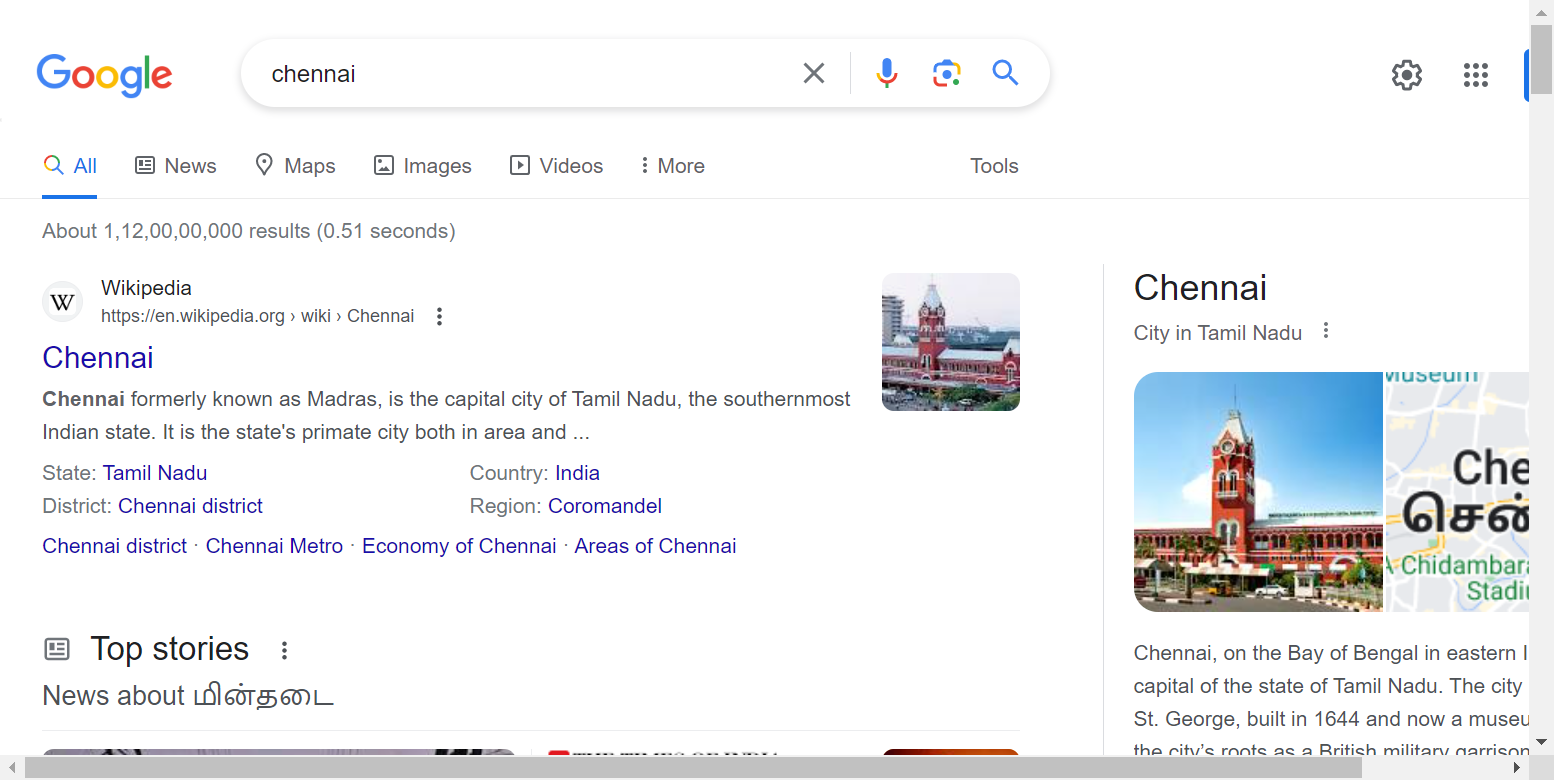 Google
chennai
All
News
Maps
Images
Videos
More
Tools
About 1,12,00,00,000 results (0.51 seconds)
W
Wikipedia
https://en.wikipedia.org › wiki › Chennai
Chennai
Chennai formerly known as Madras, is the capital city of Tamil Nadu, the southernmost
Indian state. It is the state's primate city both in area and ...
State: Tamil Nadu
Country: India
District: Chennai district
Region: Coromandel
Chennai district · Chennai Metro · Economy of Chennai · Areas of Chennai
Top stories
News about மின்தடை
THE TIMES OF INDIA
Chennai
City in Tamil Nadu
Museum
Che
சென்
Chidambara
Stadi
Chennai, on the Bay of Bengal in eastern I
capital of the state of Tamil Nadu. The city
St. George, built in 1644 and now a museu
the city's roots as a British military garrison